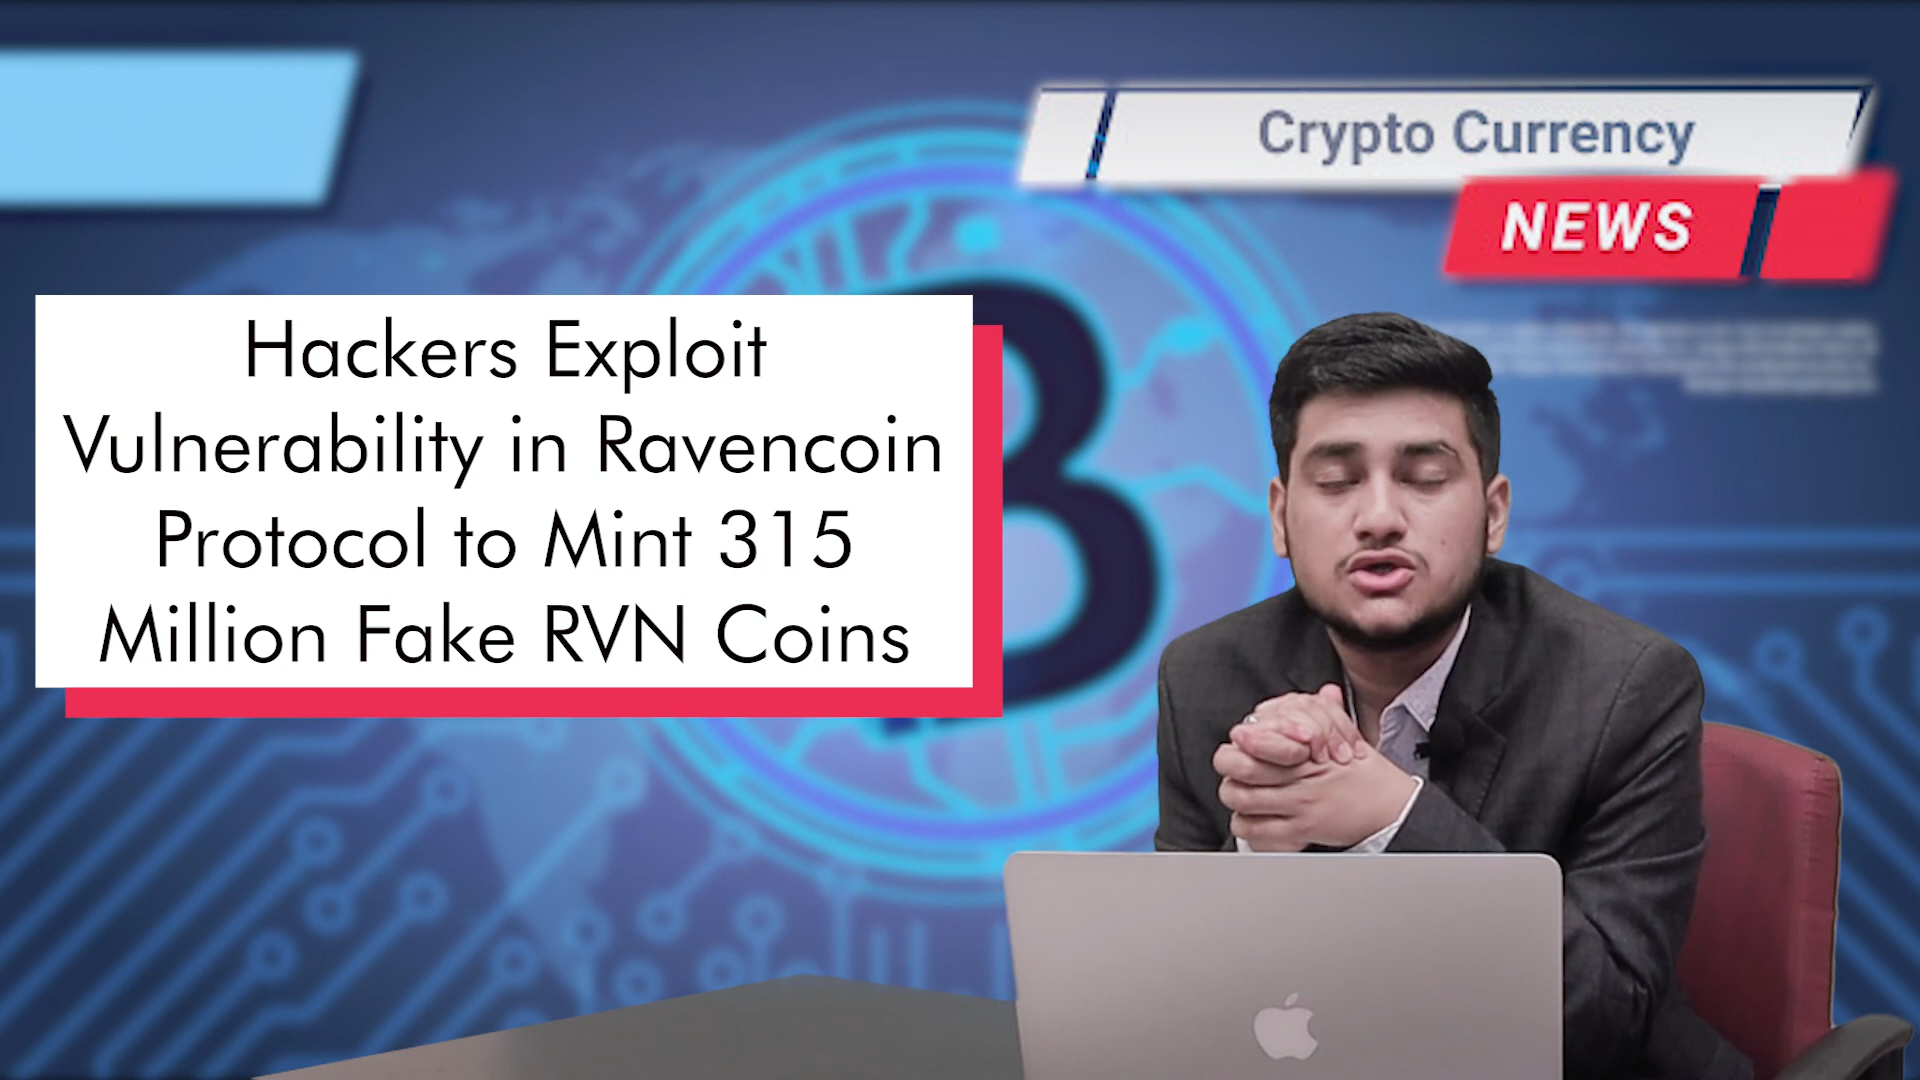 Crypto Currency
NEWS
Hackers Exploit
Vulnerability in Ravencoin
Protocol to Mint 315
Million Fake RVN Coins